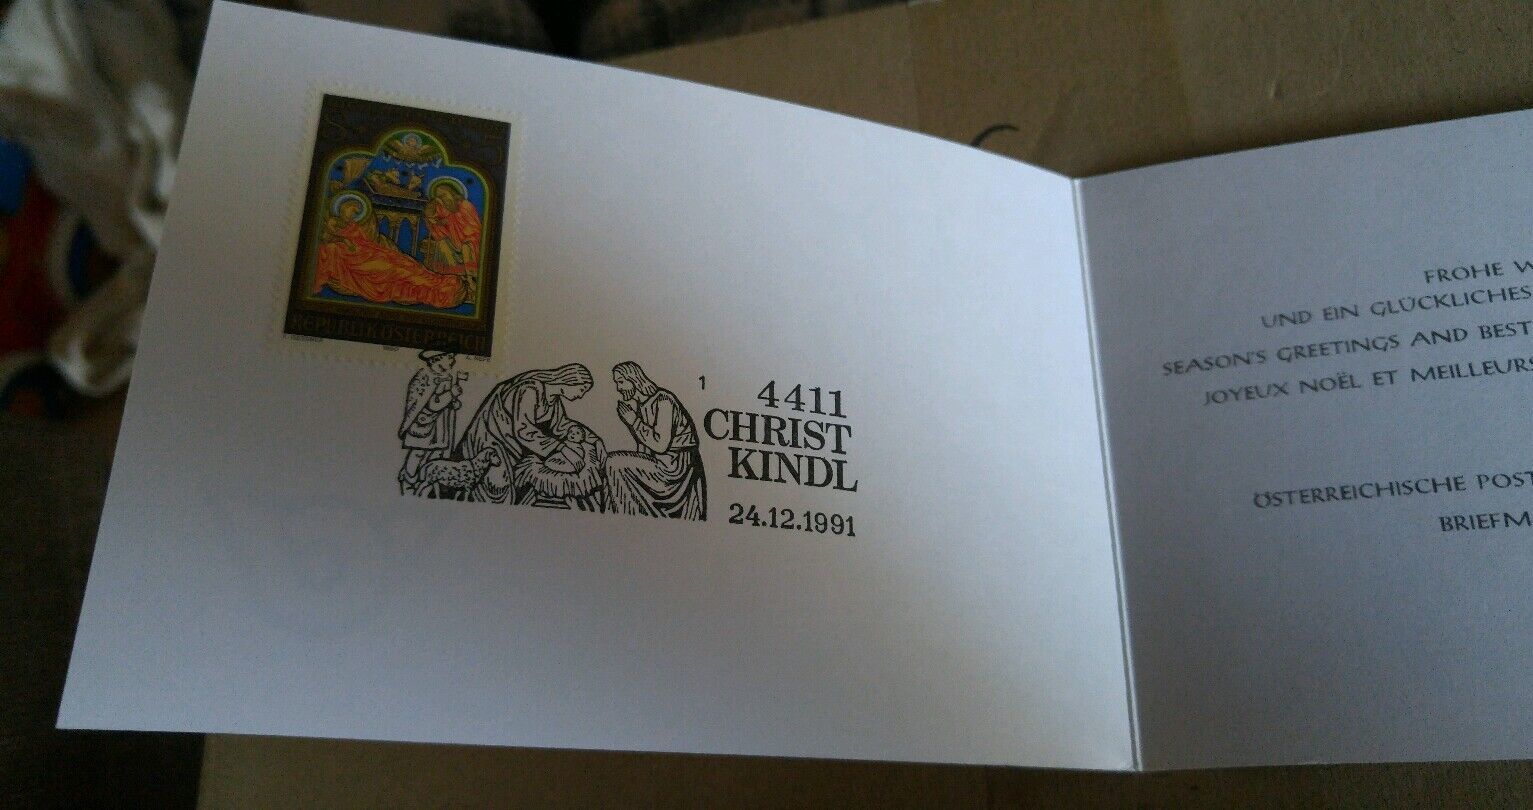 REPUBLIK ÖSTERREICH
1
4411
CHRIST
KINDL
24.12.1991
FROHE W
UND EIN GLÜCKLICHES
SEASON'S GREETINGS AND BEST
JOYEUX NOËL ET MEILLEURS
ÖSTERREICHISCHE POST
BRIEFM